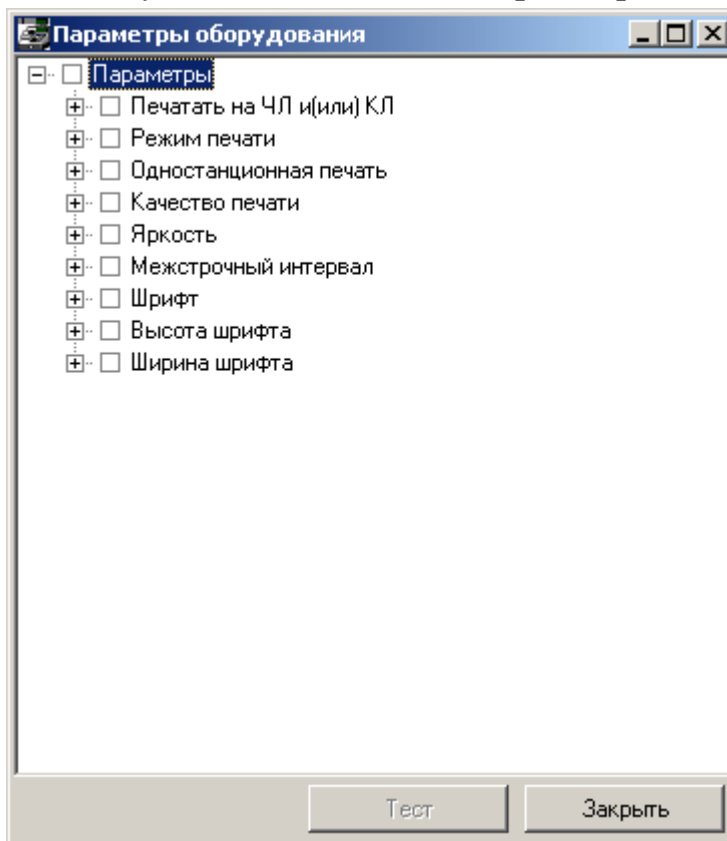 Параметры оборудования
Параметры
Печатать на ЧЛ и(или) КЛ
Режим печати
Одностанционная печать
Качество печати
Яркость
Межстрочный интервал
Шрифт
Высота шрифта
Ширина шрифта
Тест
Закрыть